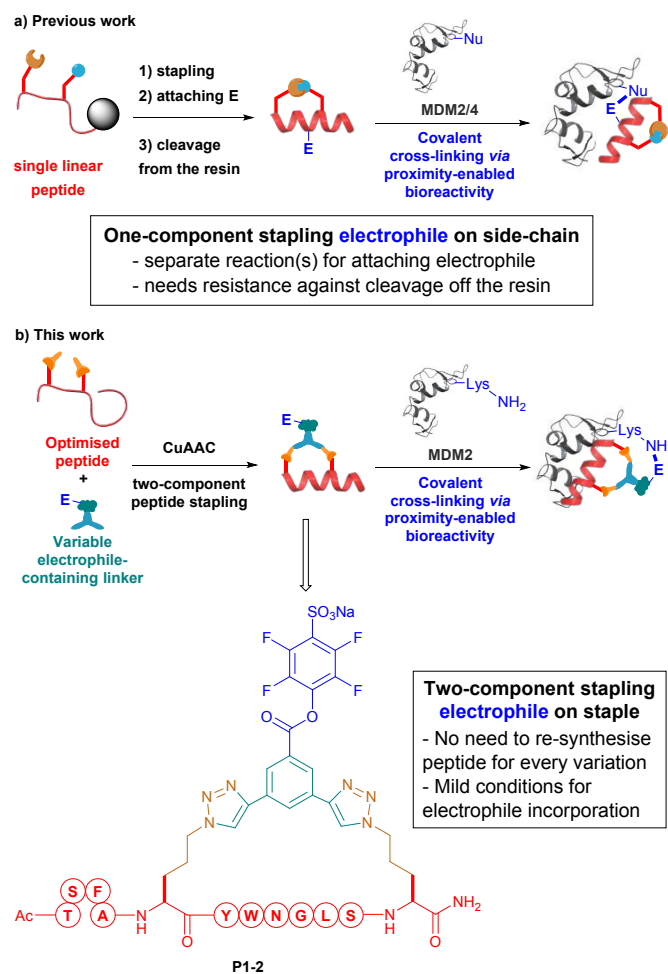 a) Previous work
1) stapling
2) attaching E
3) cleavage
from the resin
single linear
peptide
E
Nu
MDM2/4
Covalent
cross-linking via
proximity-enabled
bioreactivity
Nu
E
One-component stapling electrophile on side-chain
- separate reaction(s) for attaching electrophile
- needs resistance against cleavage off the resin
b) This work
Optimised
peptide
+
E
Variable
electrophile-
containing linker
CuAAC
two-component
peptide stapling
E
Lys
NH2
MDM2
Covalent
cross-linking via
proximity-enabled
bioreactivity
Lys
NH
E
SO3Na
F F
F F
O O
N N N N N N
Two-component stapling
electrophile on staple
- No need to re-synthesise
peptide for every variation
- Mild conditions for
electrophile incorporation
S F
Ac T A N H O Y W N G L S N H O NH2
P1-2